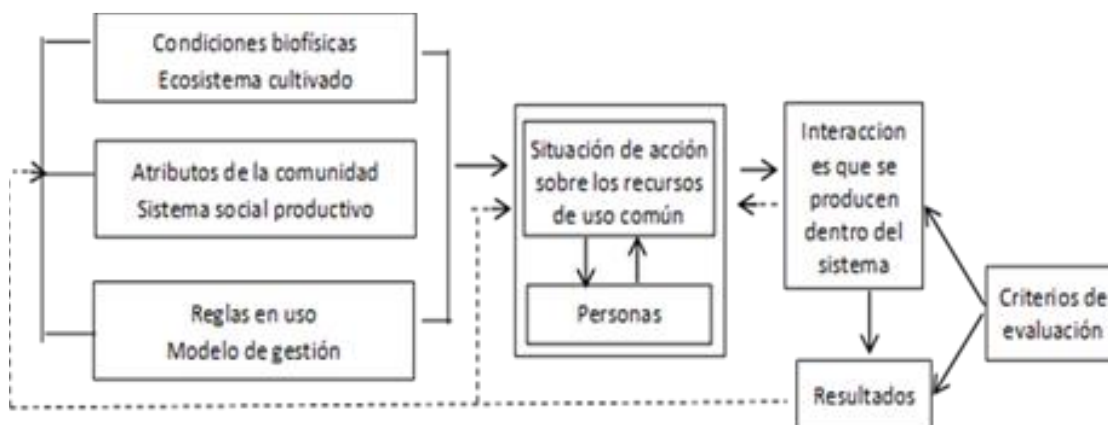 Condiciones biofísicas
Ecosistema cultivado
Atributos de la comunidad
Sistema social productivo
Reglas en uso
Modelo de gestión
Situación de acción
sobre los recursos
de uso común
Personas
Interaccion
es que se
producen
dentro del
sistema
Resultados
Criterios de
evaluación